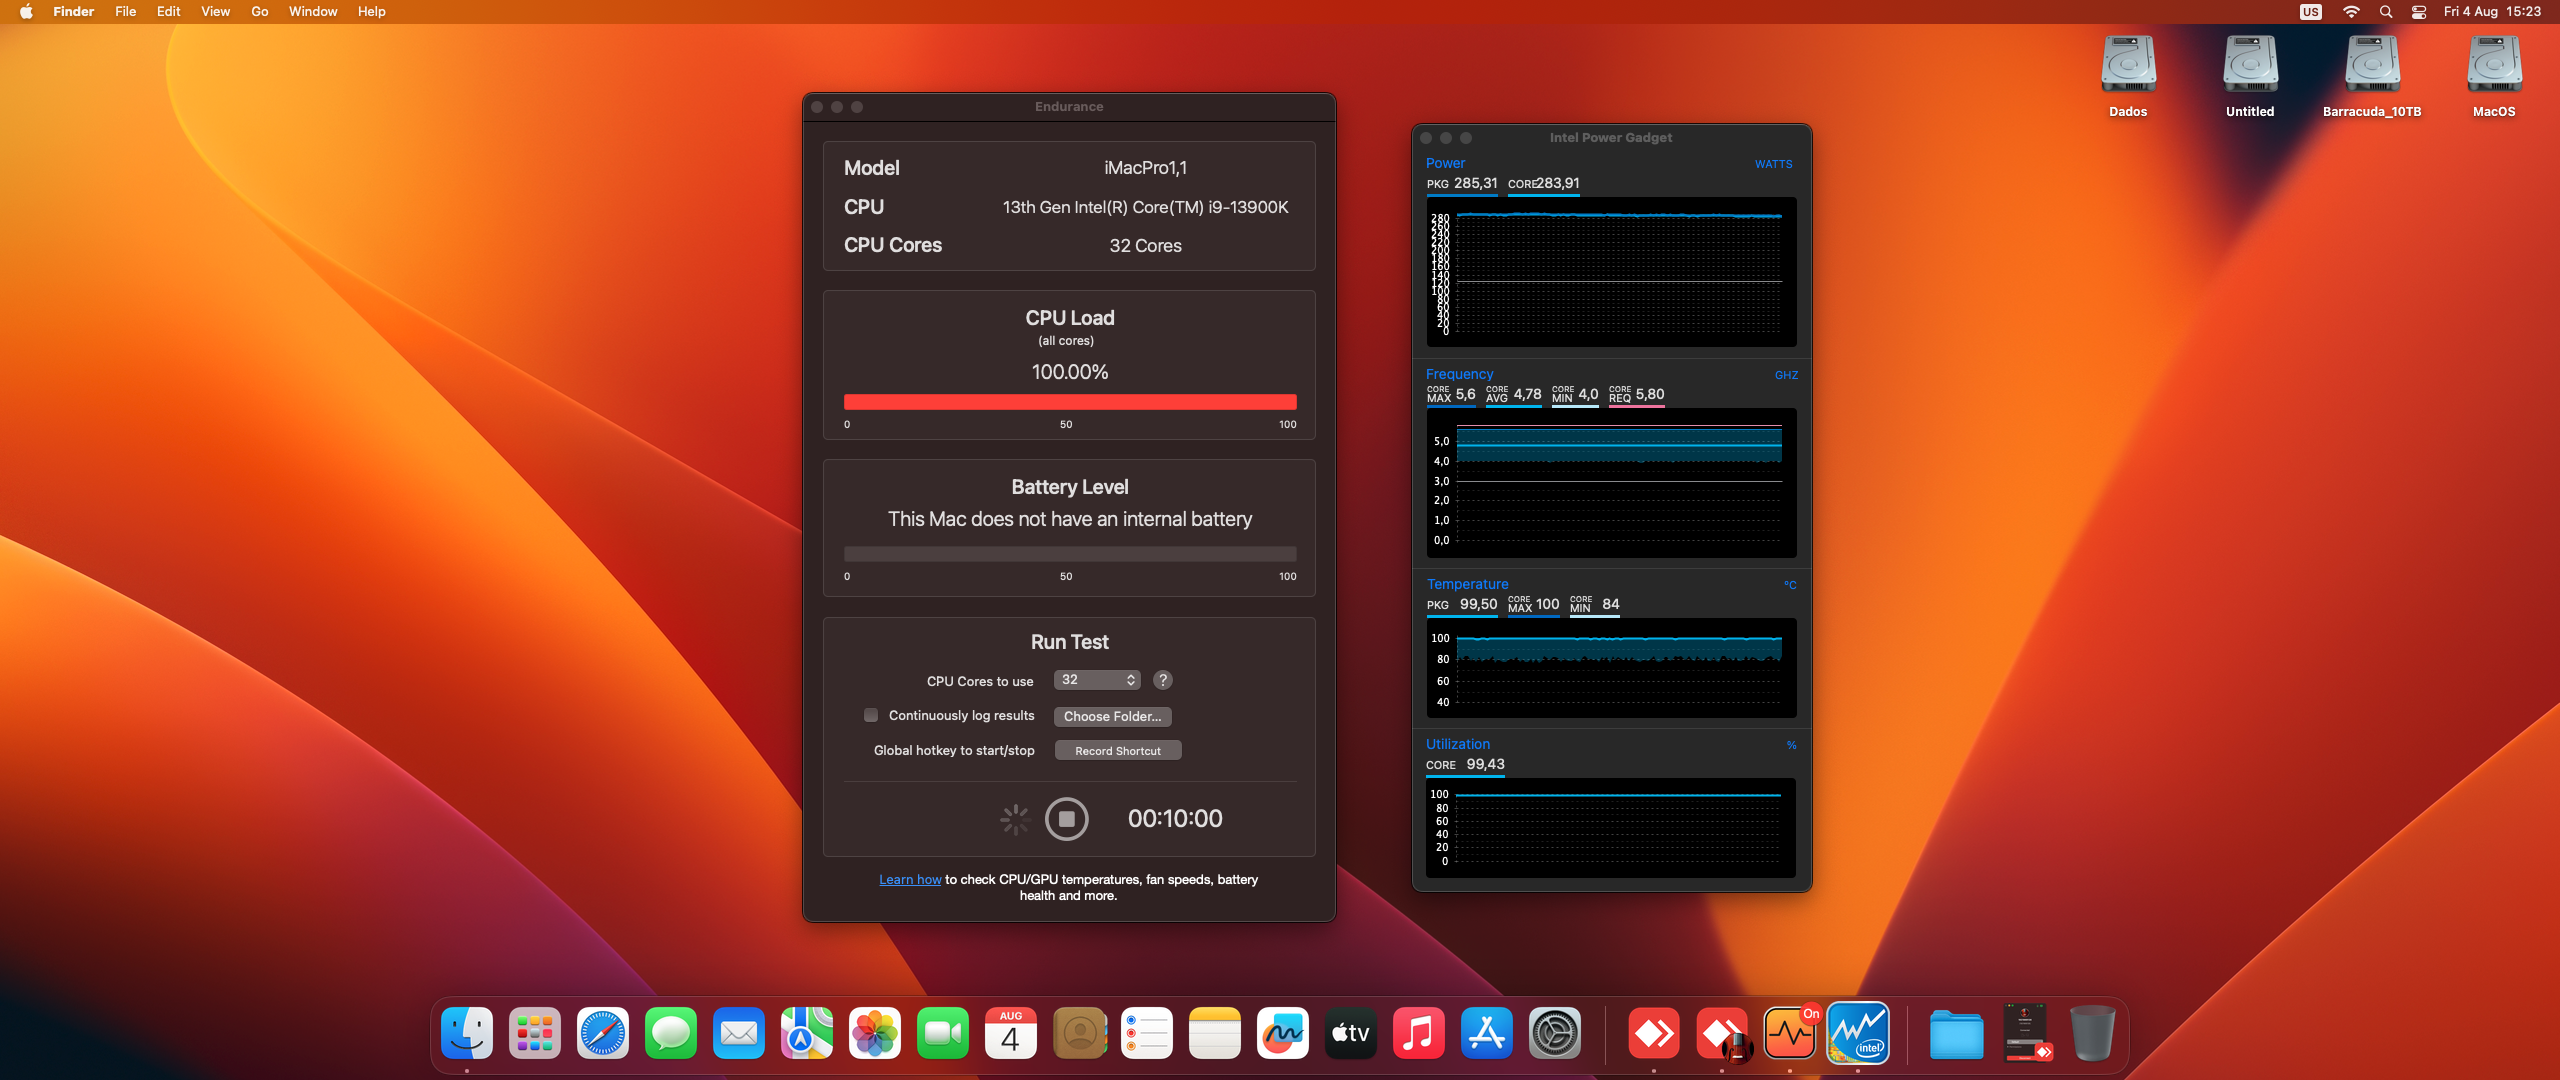 Finder File Edit View Go Window Help
US Fri 4 Aug 15:23
Dados Untitled Barracuda_10TB MacOS
Endurance
Model iMacPro1,1
CPU 13th Gen Intel(R) Core(TM) i9-13900K
CPU Cores 32 Cores
CPU Load
(all cores)
100.00%
0 50 100
Battery Level
This Mac does not have an internal battery
0 50 100
Run Test
CPU Cores to use 32 ?
Continuously log results Choose Folder...
Global hotkey to start/stop Record Shortcut
00:10:00
Learn how to check CPU/GPU temperatures, fan speeds, battery
health and more.
Intel Power Gadget
Power WATTS
PKG 285,31 CORE 283,91
280
260
240
220
200
180
160
140
120
100
80
60
40
20
0
Frequency GHZ
CORE MAX 5,6 CORE AVG 4,78 CORE MIN 4,0 CORE REQ 5,80
5,0
4,0
3,0
2,0
1,0
0,0
Temperature °C
PKG 99,50 CORE MAX 100 CORE MIN 84
100
80
60
40
Utilization %
CORE 99,43
100
80
60
40
20
0
AUG
4
tv
On
intel